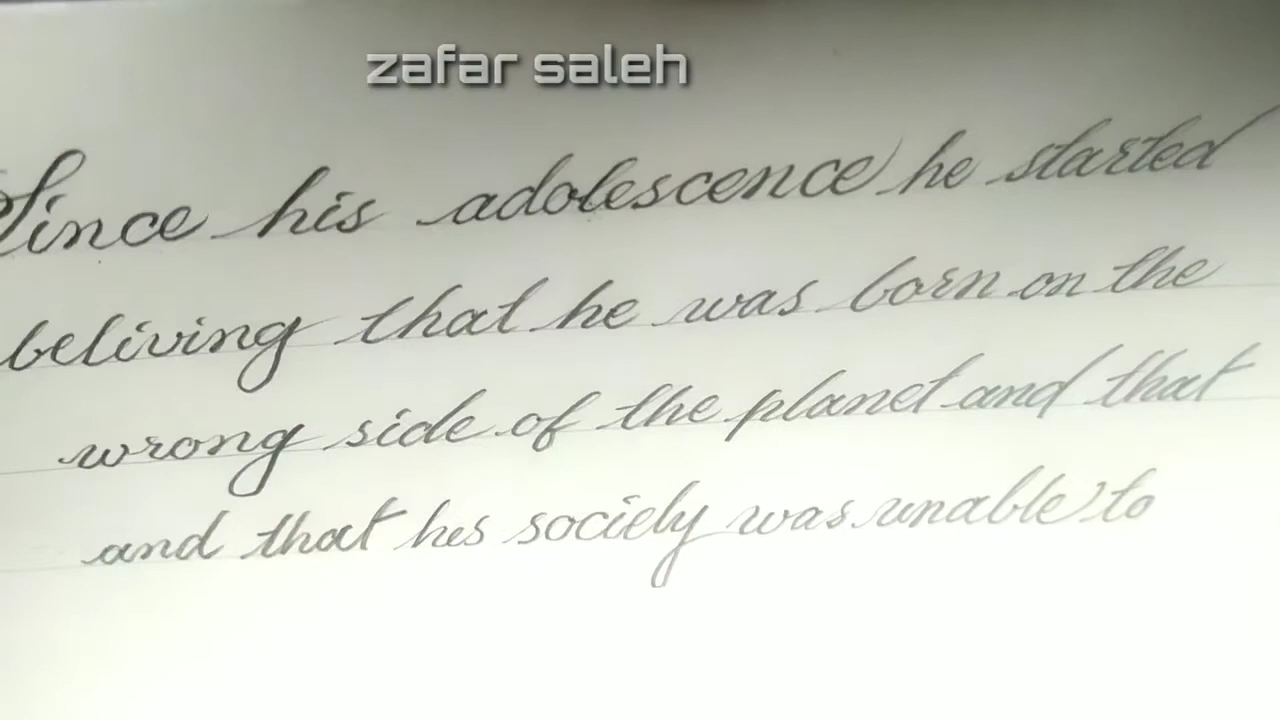 zafar saleh
Since his adolescence he started
beliving that he was born on the
wrong side of the planet and that
and that hes society was unable to